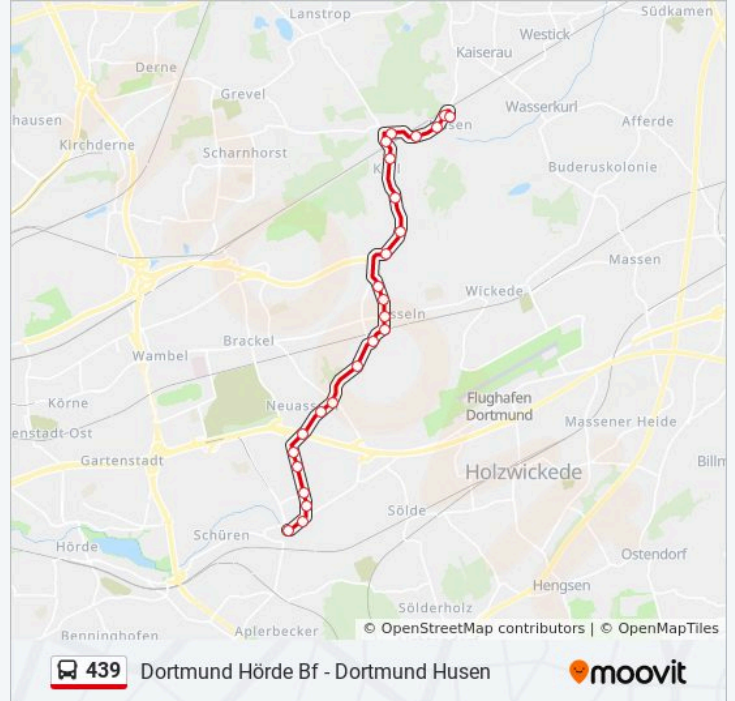 Lanstrop
Südkamen
Westick
Kaiserau
Derne
Grevel
Wasserkurl
hausen
Afferde
Kirchderne
Scharnhorst
Buderuskolonie
Massen
Wickede
sseln
Brackel
Wambel
Flughafen
Dortmund
Körne
Neuass
Massener Helde
enstadt-Ost
Gartenstadt
Billm
Holzwickede
Sölde
Schüren
Hörde
Ostendorf
Hengsen
Sölderholz
© OpenStreetMap contributors | © OpenMapTiles
Benninghofen
Aplerbecker
439 Dortmund Hörde Bf - Dortmund Husen
moovit